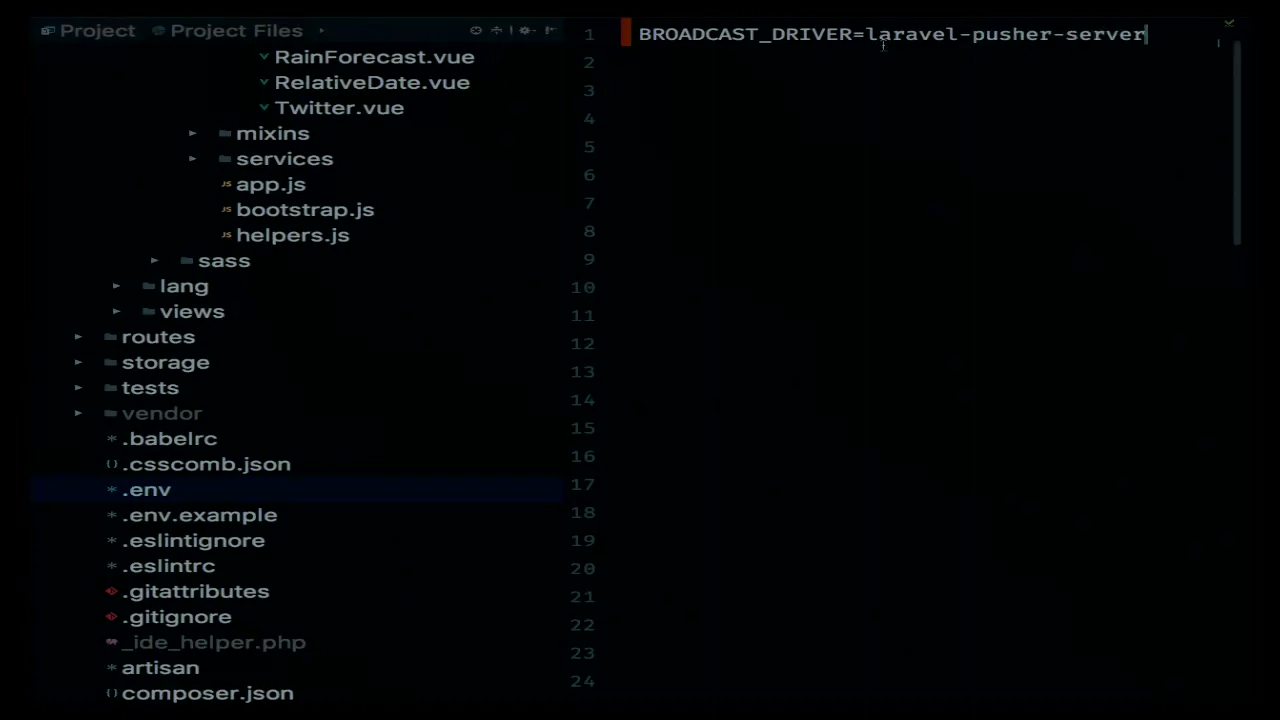 Project Project Files
RainForecast.vue
RelativeDate.vue
Twitter.vue
mixins
services
JS app.js
JS bootstrap.js
JS helpers.js
sass
lang
views
routes
storage
tests
vendor
* .babelrc
{} .csscomb.json
* .env
* .env.example
* .eslintignore
* .eslintrc
.gitattributes
.gitignore
_ide_helper.php
* artisan
{} composer.json
1 BROADCAST_DRIVER=laravel-pusher-server
2
3
4
5
6
7
8
9
10
11
12
13
14
15
16
17
18
19
20
21
22
23
24